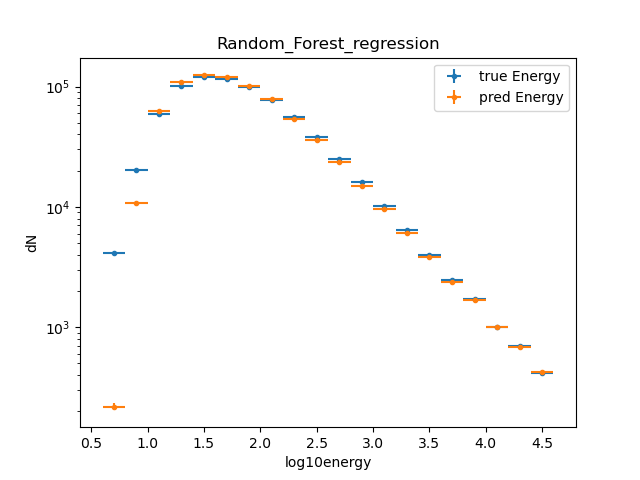 Random_Forest_regression
true Energy
pred Energy
dN
10^5
10^4
10^3
0.5 1.0 1.5 2.0 2.5 3.0 3.5 4.0 4.5
log10energy